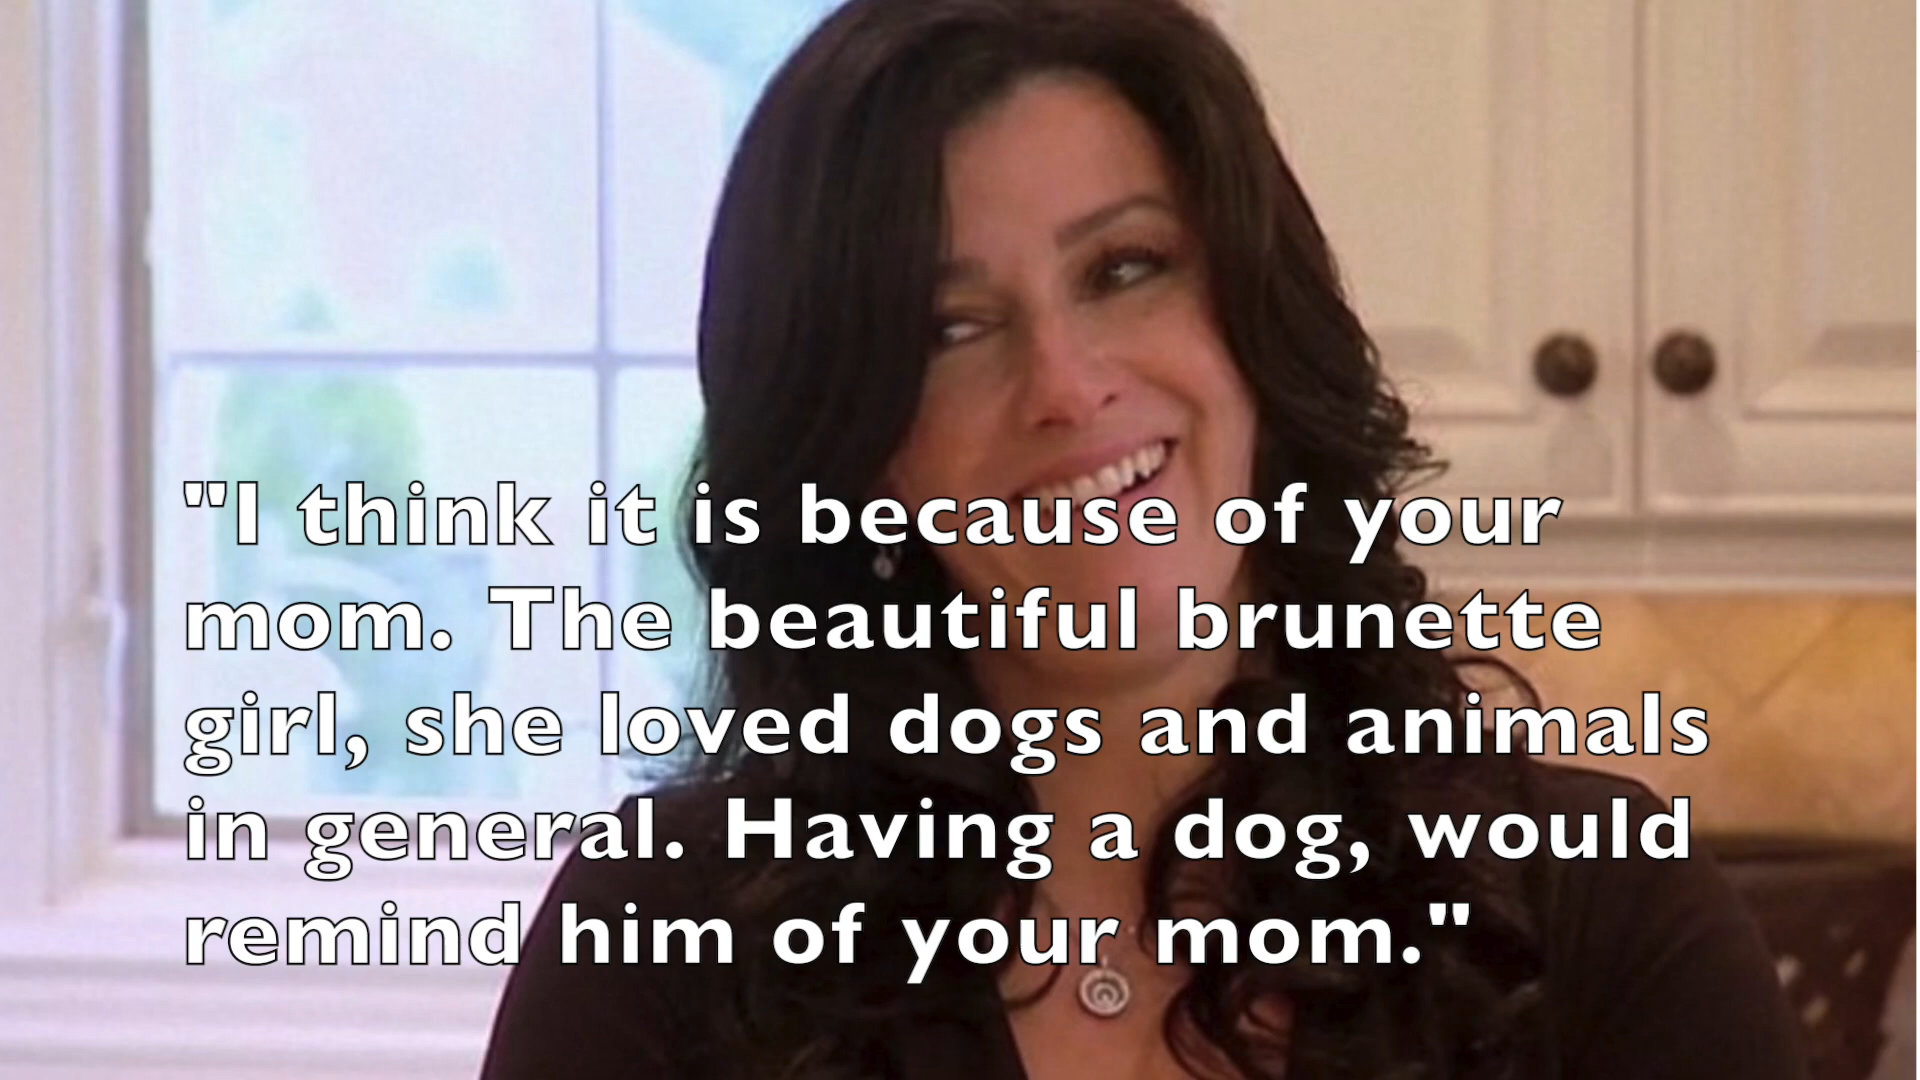 "I think it is because of your
mom. The beautiful brunette
girl, she loved dogs and animals
in general. Having a dog, would
remind him of your mom."